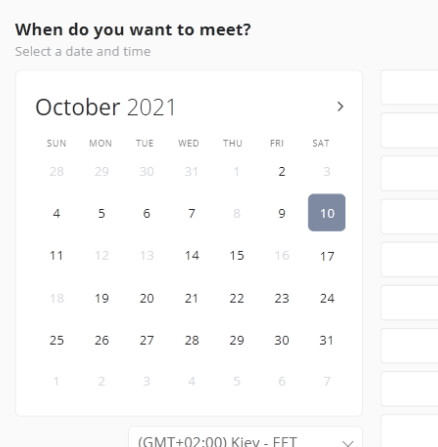 When do you want to meet?
Select a date and time
October 2021
SUN MON TUE WED THU FRI SAT
28 29 30 31 1 2 3
4 5 6 7 8 9 10
11 12 13 14 15 16 17
18 19 20 21 22 23 24
25 26 27 28 29 30 31
1 2 3 4 5 6 7
(GMT+02:00) Kiev - EET